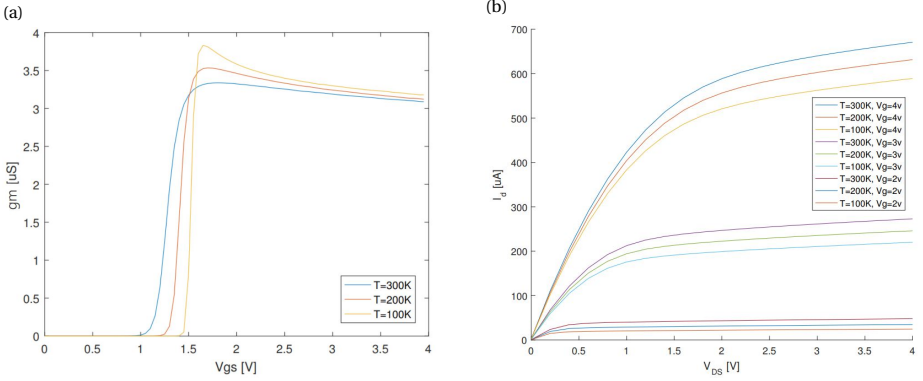 (a)
4
3.5
3
2.5
2
1.5
1
0.5
0
gm [uS]
0 0.5 1 1.5 2 2.5 3 3.5 4
Vgs [V]
T=300K
T=200K
T=100K
(b)
700
600
500
400
300
200
100
0
I_d [uA]
0 0.5 1 1.5 2 2.5 3 3.5 4
V_DS [V]
T=300K, Vg=4v
T=200K, Vg=4v
T=100K, Vg=4v
T=300K, Vg=3v
T=200K, Vg=3v
T=100K, Vg=3v
T=300K, Vg=2v
T=200K, Vg=2v
T=100K, Vg=2v